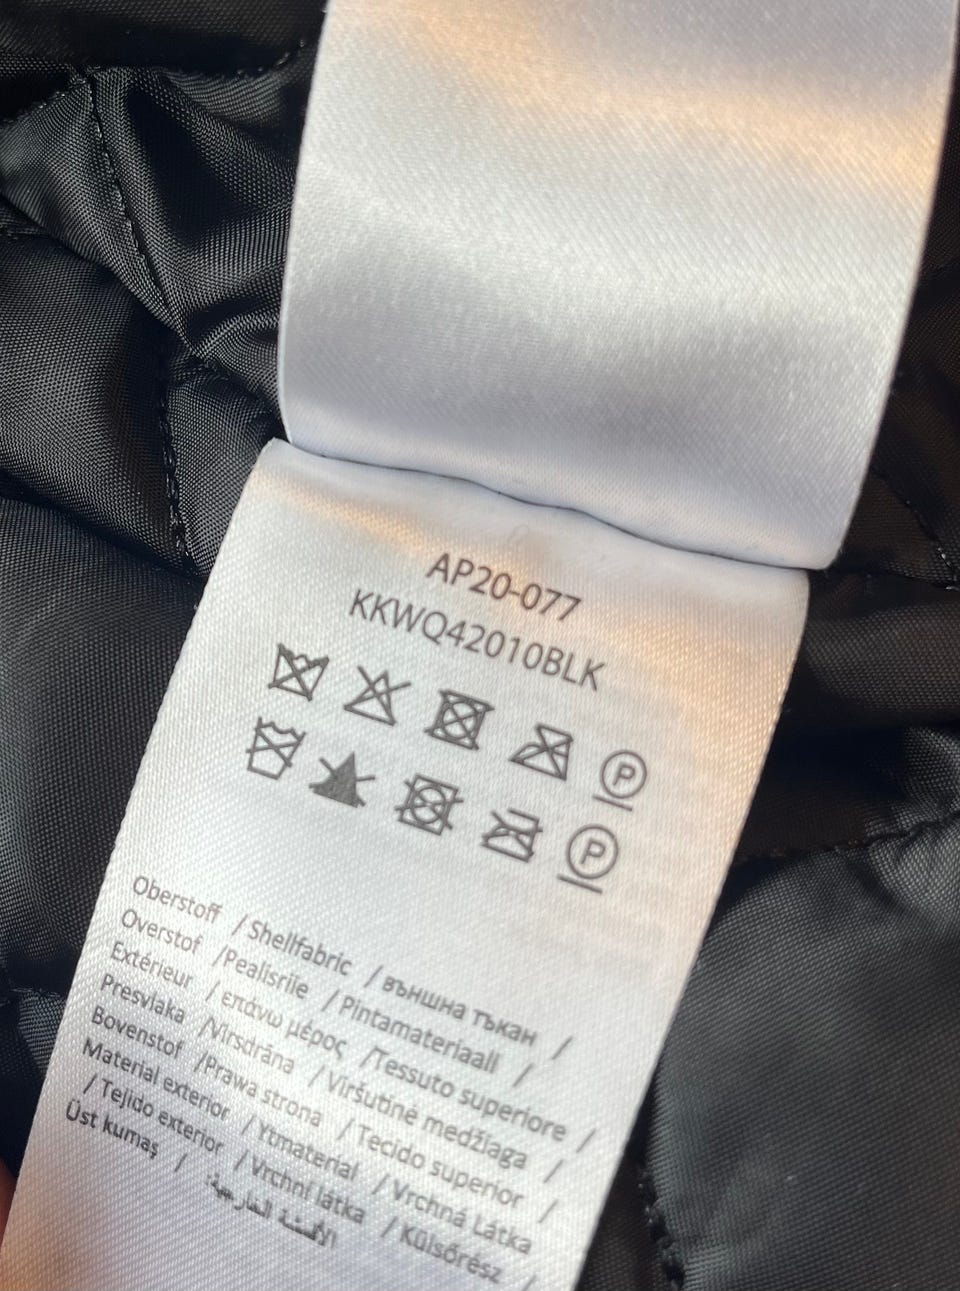 AP20-077
KKWQ42010BLK
P
P
Oberstoff / Shellfabric / външна тъкан /
Overstof / Pealisriie / Pintamateriaali /
Extérieur / επάνω μέρος / Tessuto superiore /
Presvlaka / Virsdrāna / Viršutinė medžiaga /
Bovenstof / Prawa strona / Tecido superior /
Material exterior / Ytmaterial / Vrchná Látka
/ Tejido exterior / Vrchní látka / Külsőrész /
Üst kumaş /
الأقمشة الخارجية: